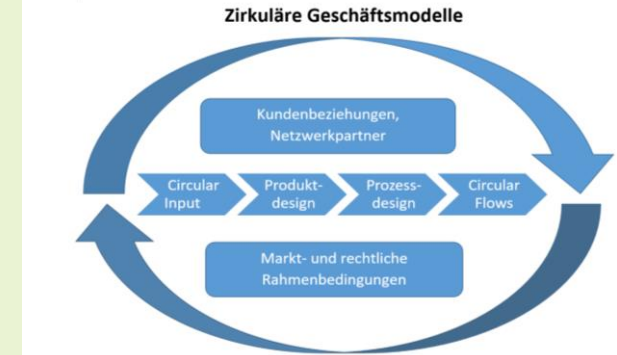 Zirkuläre Geschäftsmodelle
Kundenbeziehungen,
Netzwerkpartner
Circular
Input
Produkt-
design
Prozess-
design
Circular
Flows
Markt- und rechtliche
Rahmenbedingungen